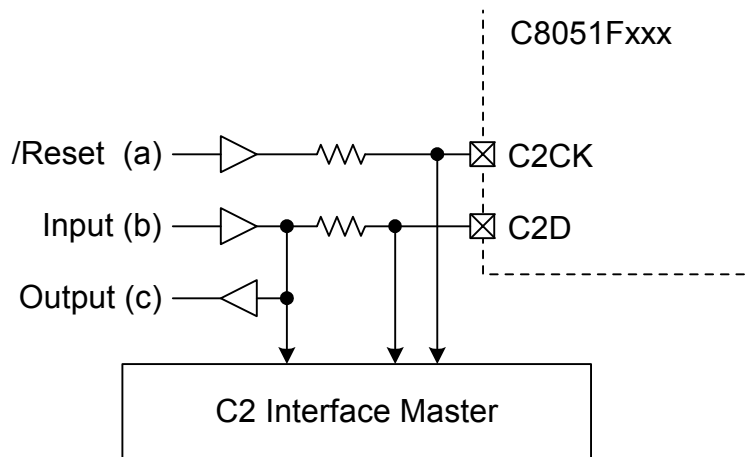 C8051Fxxx
/Reset (a)
C2CK
Input (b)
C2D
Output (c)
C2 Interface Master